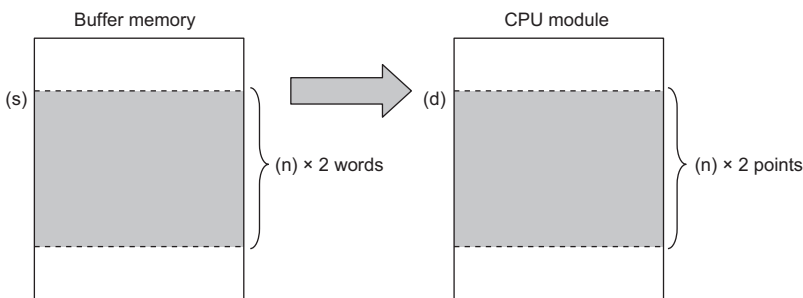 Buffer memory
CPU module
(s)
(d)
(n) × 2 words
(n) × 2 points